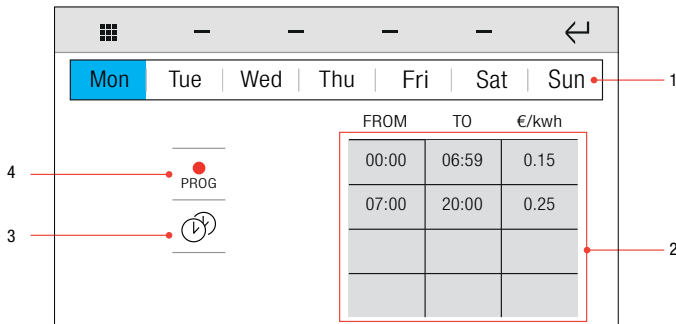 Mon Tue Wed Thu Fri Sat Sun 1
FROM TO €/kwh
00:00 06:59 0.15
4 PROG
07:00 20:00 0.25
3
2